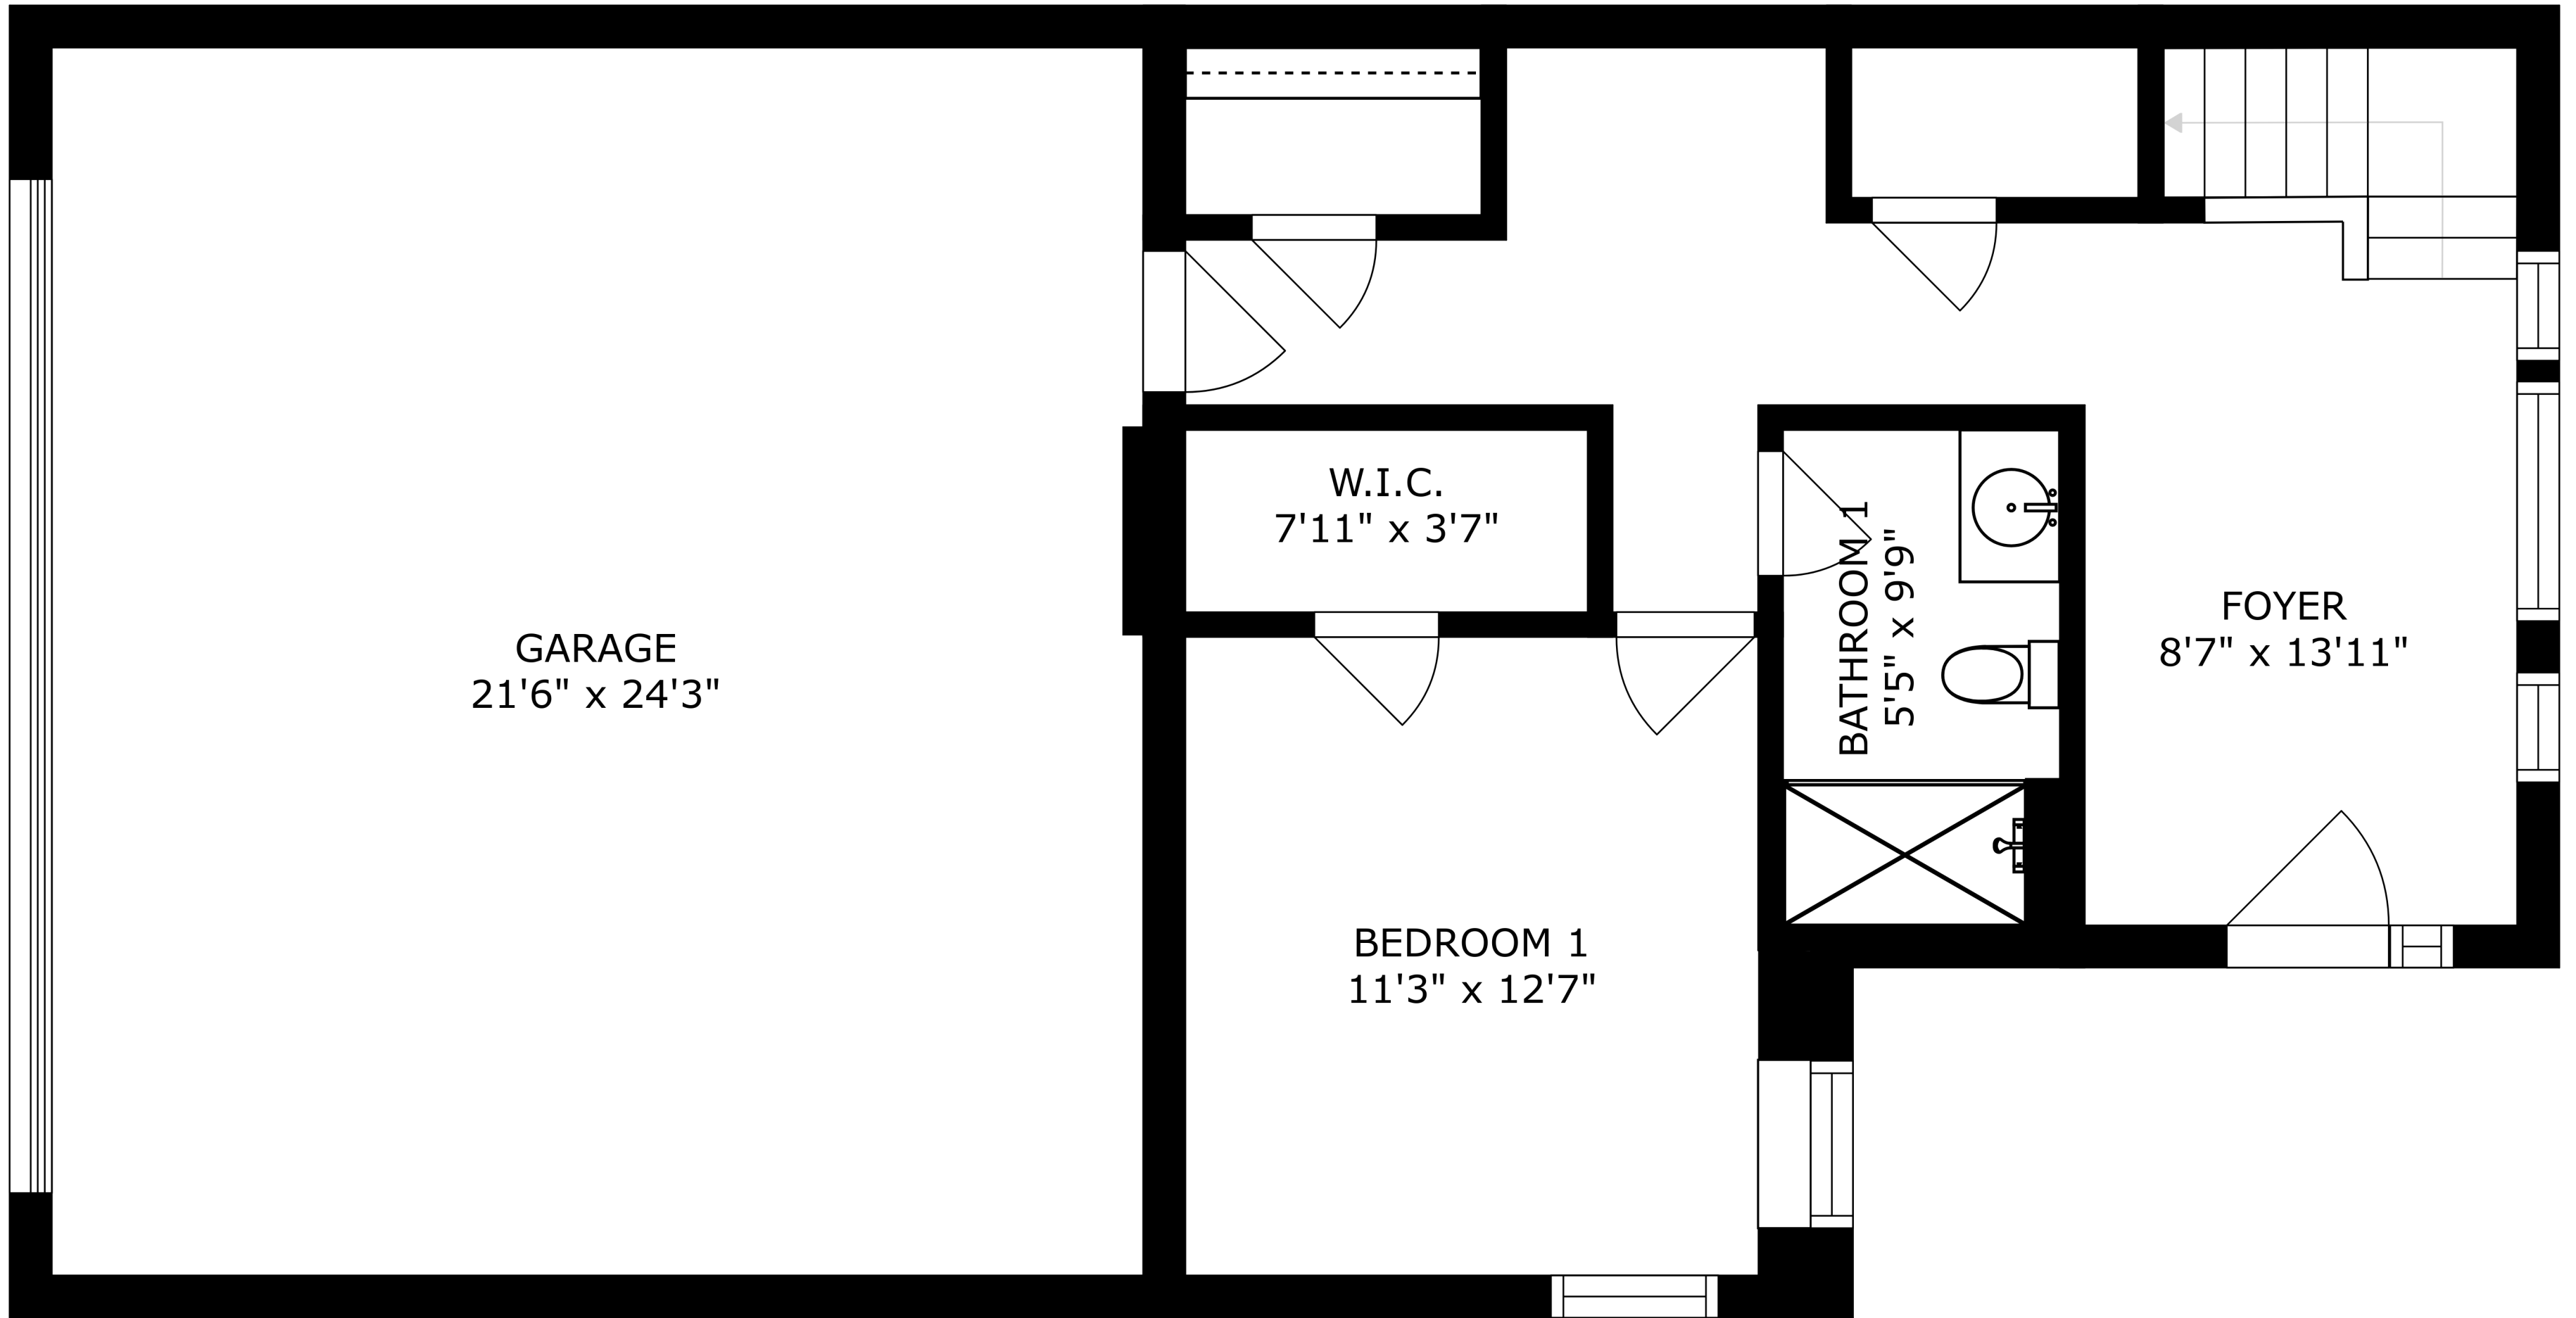 W.I.C.
7'11" x 3'7"
BATHROOM 1
5'5" x 9'9"
FOYER
8'7" x 13'11"
GARAGE
21'6" x 24'3"
BEDROOM 1
11'3" x 12'7"